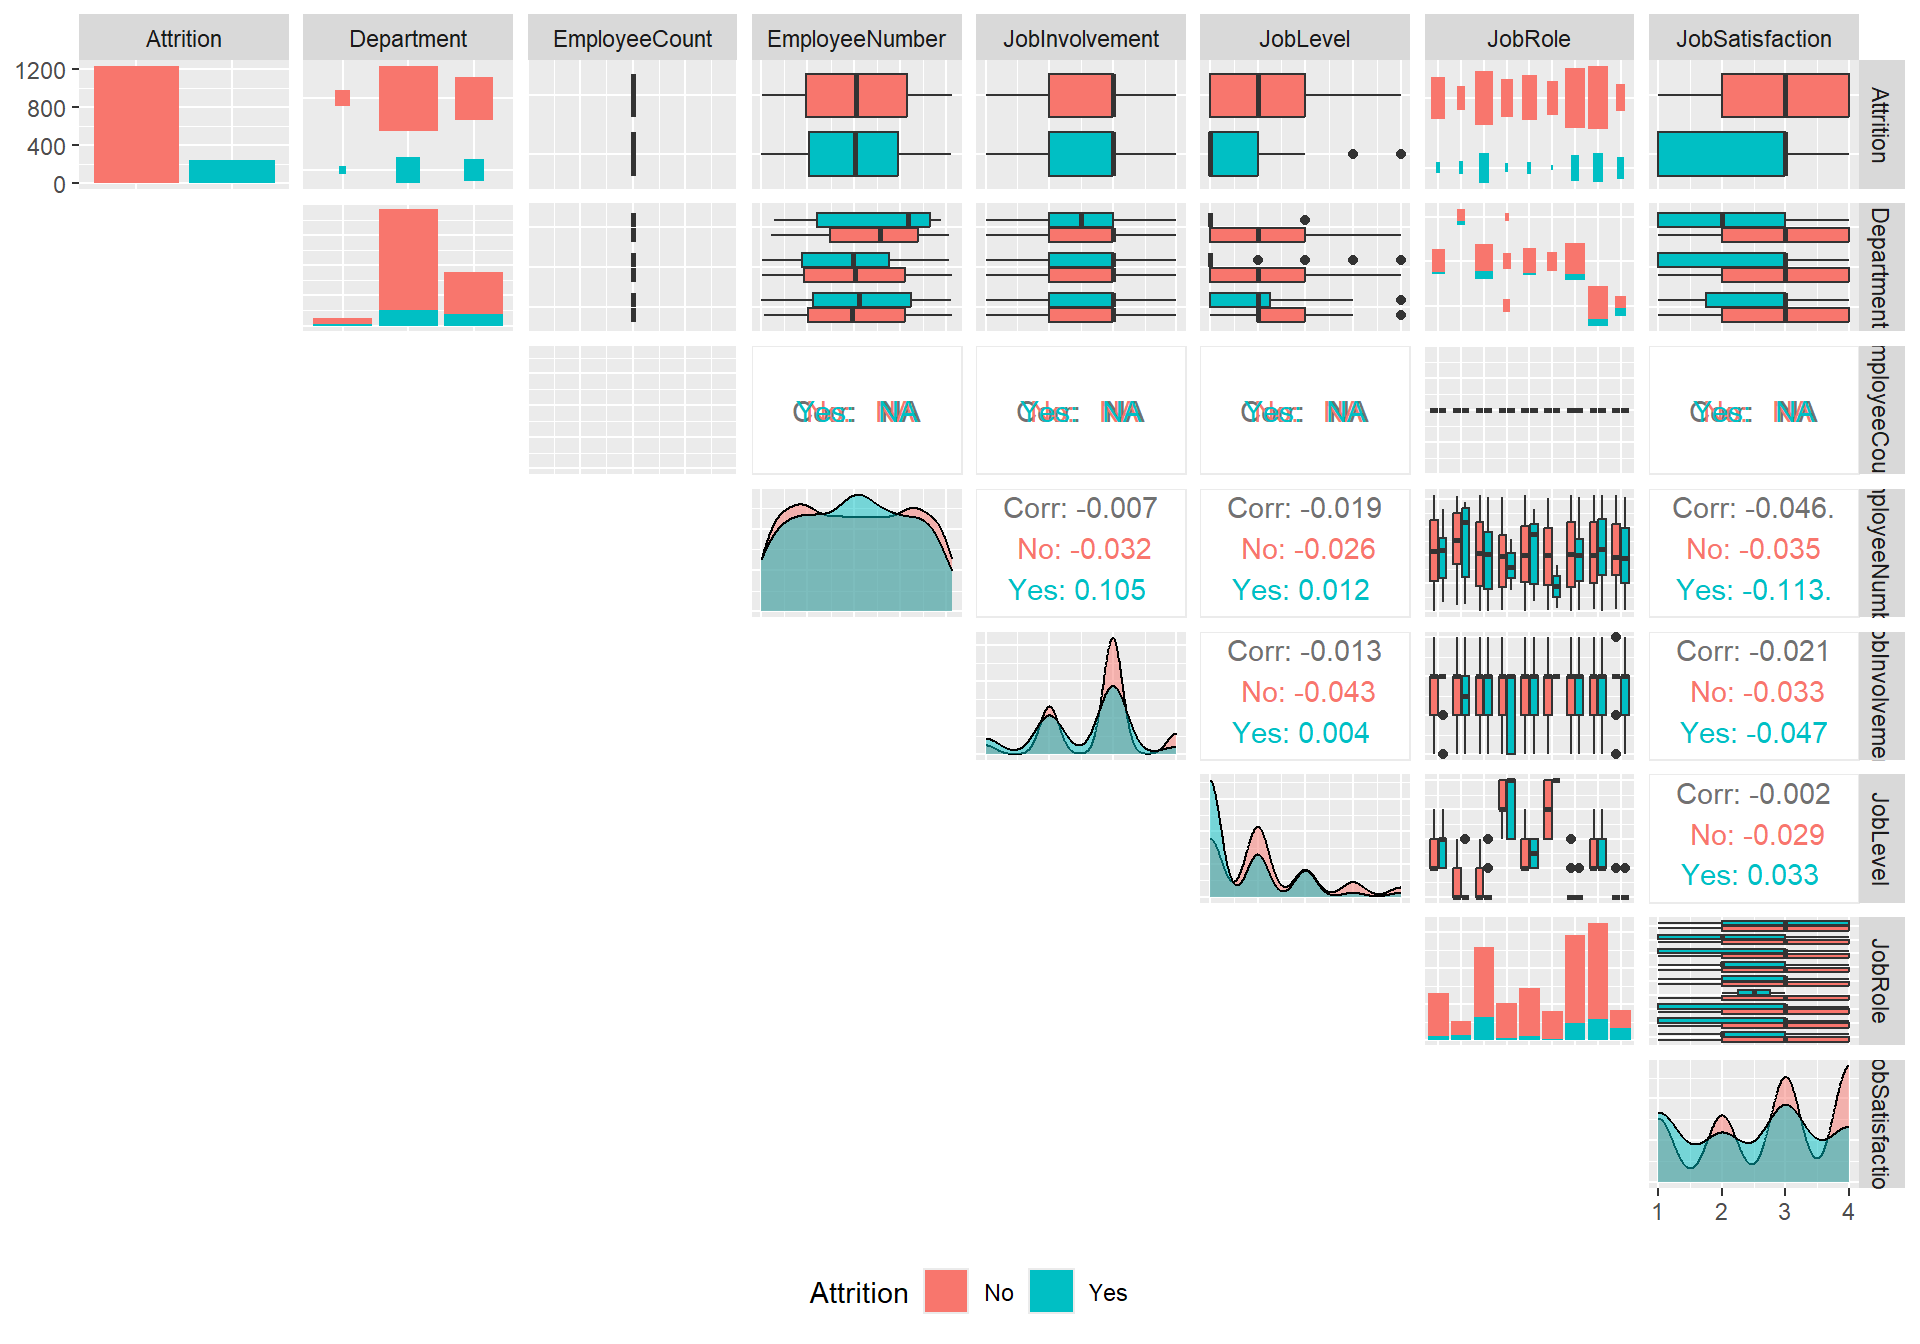 Attrition
Department
EmployeeCount
EmployeeNumber
JobInvolvement
JobLevel
JobRole
JobSatisfaction
1200
800
400
0
Attrition
Department
Yes: NA
Yes: NA
Yes: NA
Yes: NA
mployeeCou
Corr: -0.007
No: -0.032
Yes: 0.105
Corr: -0.019
No: -0.026
Yes: 0.012
Corr: -0.046.
No: -0.035
Yes: -0.113.
ployeeNumb
Corr: -0.013
No: -0.043
Yes: 0.004
Corr: -0.021
No: -0.033
Yes: -0.047
obInvolveme
Corr: -0.002
No: -0.029
Yes: 0.033
JobLevel
JobRole
obSatisfactio
1 2 3 4
Attrition No Yes